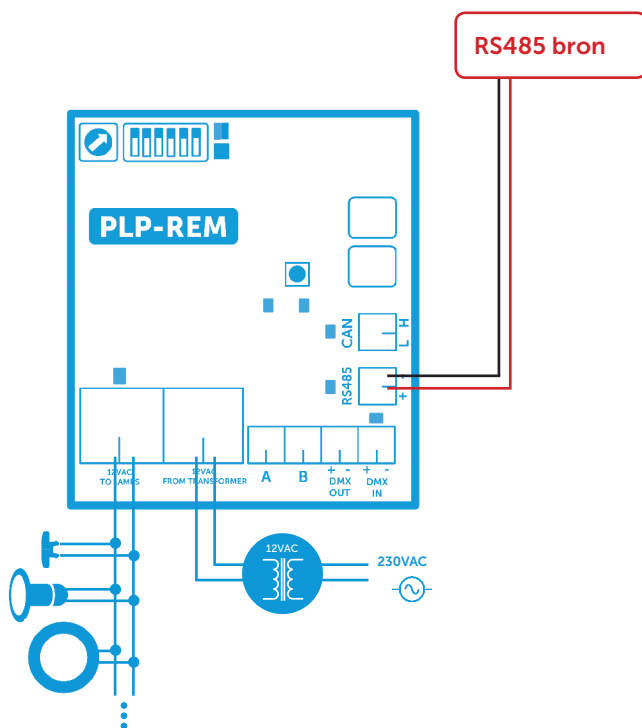 RS485 bron
PLP-REM
CAN
H
L
RS485
-
+
12VAC
TO LAMPS
12VAC
FROM TRANSFORMER
A
B
+ -
DMX
OUT
+ -
DMX
IN
12VAC
230VAC